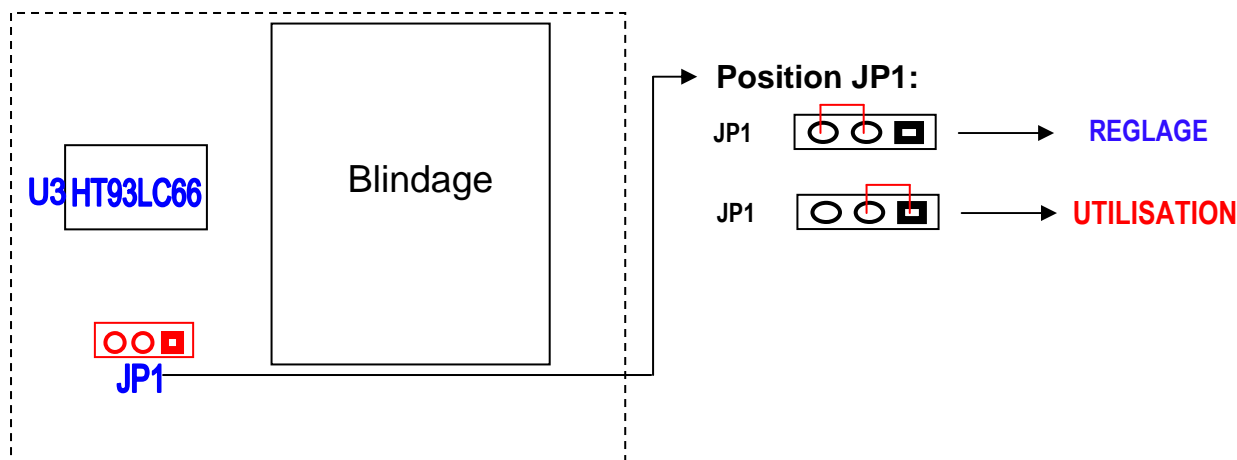 Position JP1:
JP1 REGLAGE
U3 HT93LC66
Blindage
JP1 UTILISATION
JP1